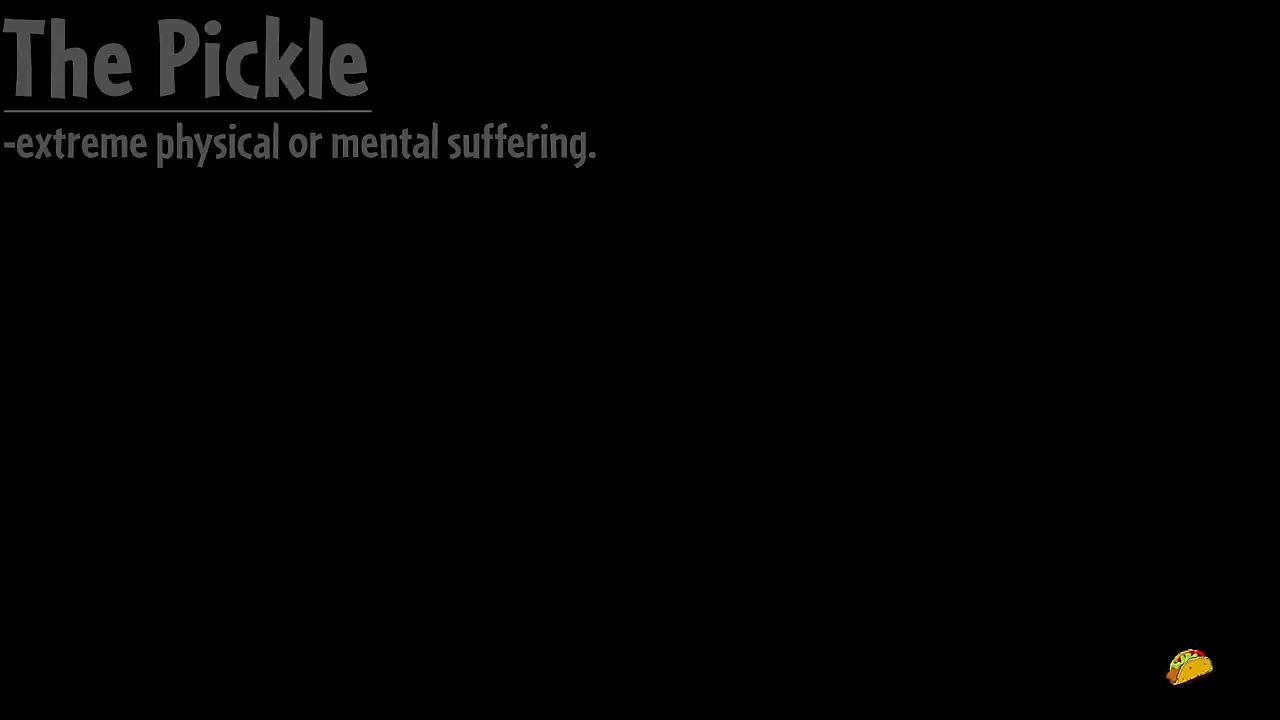 The Pickle
-extreme physical or mental suffering.